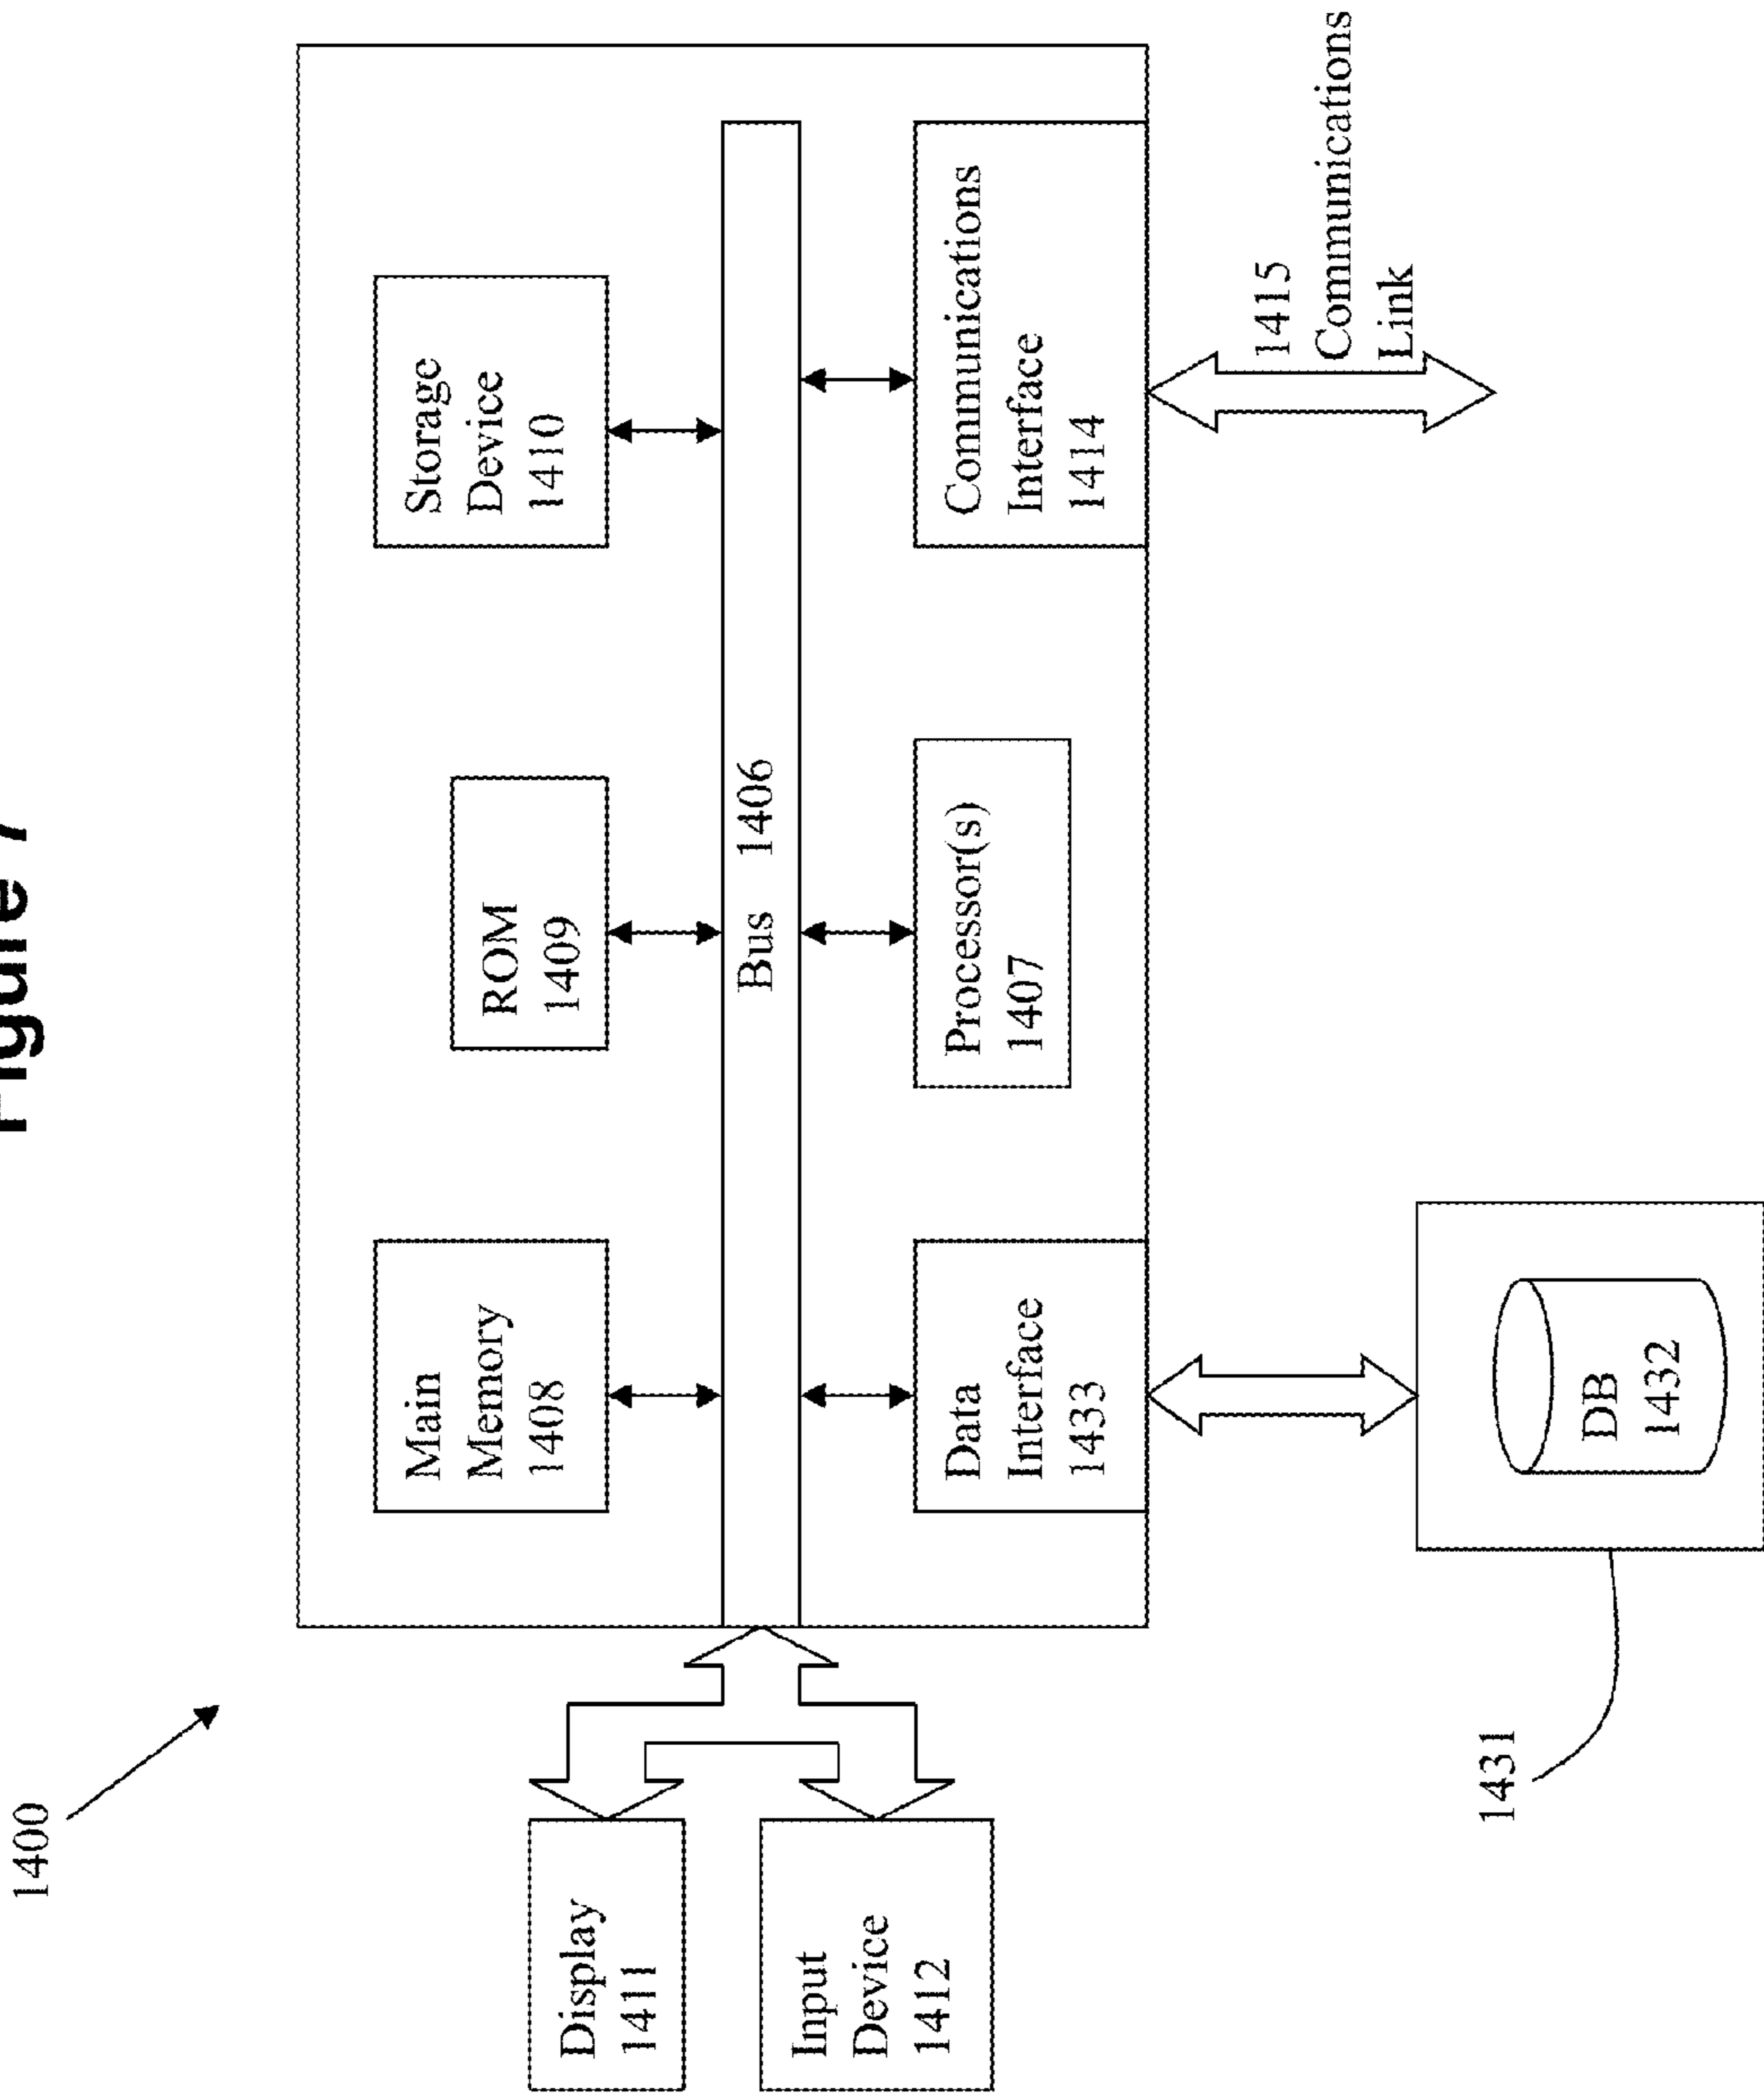 Figure 7
1400
Main
Memory
1408
ROM
1409
Storage
Device
1410
Display
1411
Bus 1406
Input
Device
1412
Data
Interface
1433
Processor(s)
1407
Communications
Interface
1414
1415
Communications
Link
1431
DB
1432